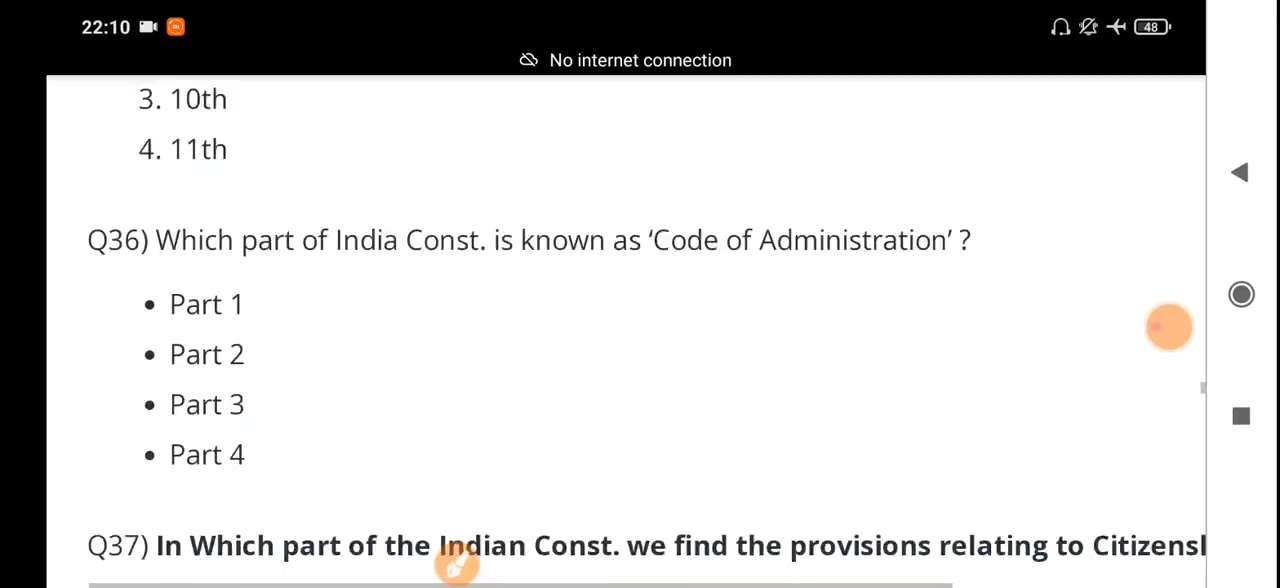 22:10
48
No internet connection
3. 10th
4. 11th
Q36) Which part of India Const. is known as ‘Code of Administration’ ?
• Part 1
• Part 2
• Part 3
• Part 4
Q37) In Which part of the Indian Const. we find the provisions relating to